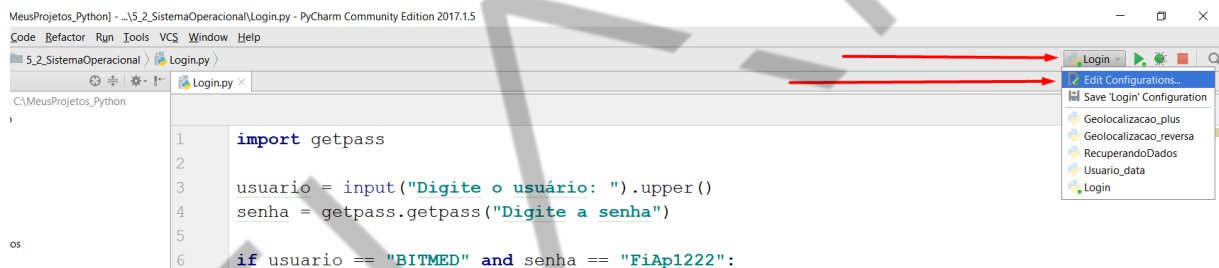 MeusProjetos_Python] - ...\5_2_SistemaOperacional\Login.py - PyCharm Community Edition 2017.1.5
Code Refactor Run Tools VCS Window Help
5_2_SistemaOperacional Login.py
Login
Login.py
Edit Configurations...
C:\MeusProjetos_Python
Save 'Login' Configuration
Geolocalizacao_plus
Geolocalizacao_reversa
RecuperandoDados
Usuario_data
Login
1 import getpass
2
3 usuario = input("Digite o usuário: ").upper()
4 senha = getpass.getpass("Digite a senha")
5
os
6 if usuario == "BITMED" and senha == "FiAp1222":